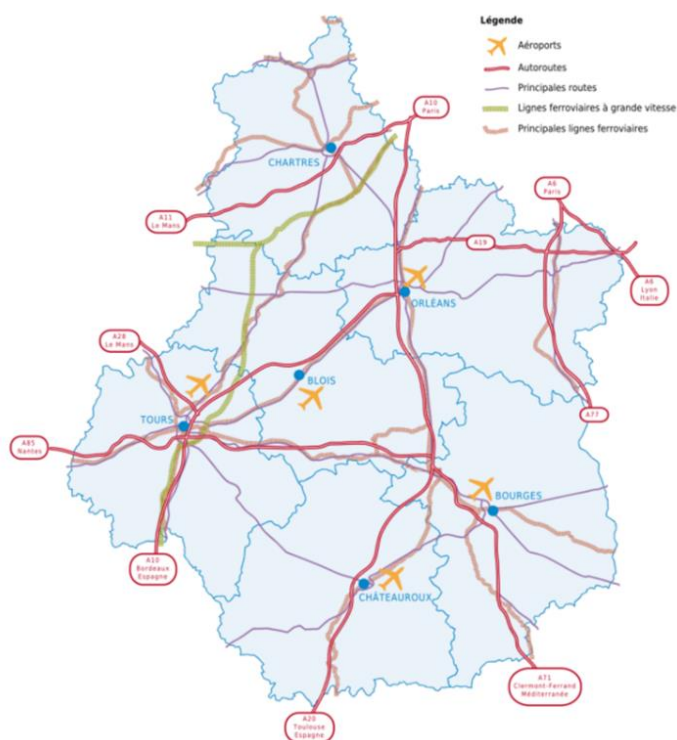 Légende
Aéroports
Autoroutes
Principales routes
Lignes ferroviaires à grande vitesse
Principales lignes ferroviaires
A10
Paris
CHARTRES
A6
Paris
A11
Le Mans
A19
A6
Lyon
Italie
ORLÉANS
A28
Le Mans
BLOIS
TOURS
A77
A85
Nantes
BOURGES
A10
Bordeaux
Espagne
CHÂTEAUROUX
A71
Clermont-Ferrand
Méditerranée
A20
Toulouse
Espagne